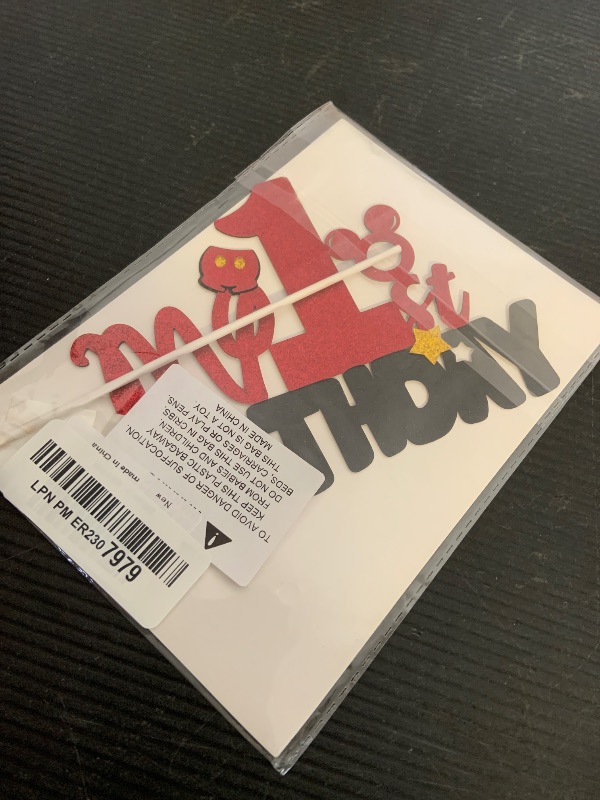 my 1st
THDAY
TO AVOID DANGER OF SUFFOCATION.
KEEP THIS PLASTIC BAGAWAY
FROM BABIES AND CHILDREN
DO NOT USE THIS BAG IN CRIBS.
BEDS, CARRIAGES OR PLAY PENS.
THIS BAG IS NOT A TOY
MADE IN CHINA
New
made in China
LPN PM ER230 7979